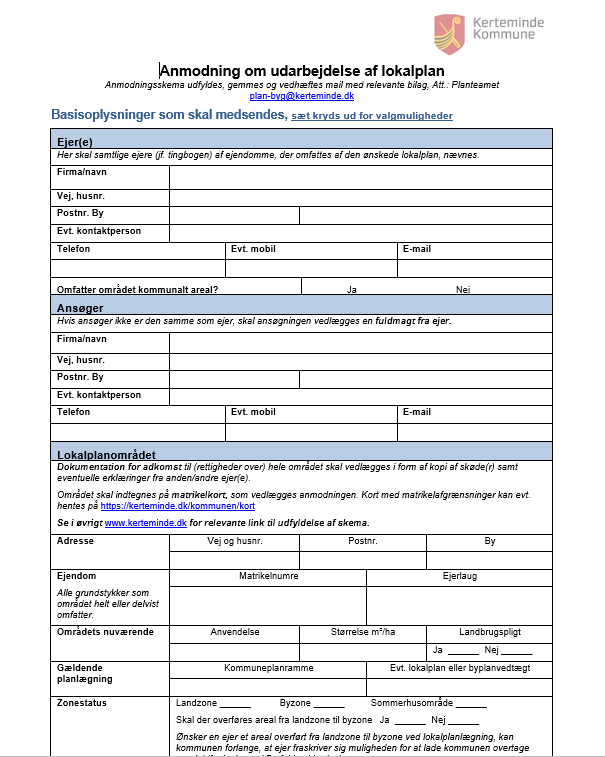 Kerteminde
Kommune
Anmodning om udarbejdelse af lokalplan
Anmodningsskema udfyldes, gemmes og vedhæftes mail med relevante bilag, Att.: Planteamet
plan-byg@kerteminde.dk
Basisoplysninger som skal medsendes, sæt kryds ud for valgmuligheder
Ejer(e)
Her skal samtlige ejere (jf. tingbogen) af ejendomme, der omfattes af den ønskede lokalplan, nævnes.
Firma/navn
Vej, husnr.
Postnr. By
Evt. kontaktperson
Telefon Evt. mobil E-mail
Omfatter området kommunalt areal? Ja Nej
Ansøger
Hvis ansøger ikke er den samme som ejer, skal ansøgningen vedlægges en fuldmagt fra ejer.
Firma/navn
Vej, husnr.
Postnr. By
Evt. kontaktperson
Telefon Evt. mobil E-mail
Lokalplanområdet
Dokumentation for adkomst til (rettigheder over) hele området skal vedlægges i form af kopi af skøde(r) samt
eventuelle erklæringer fra anden/andre ejer(e).
Området skal indtegnes på matrikelkort, som vedlægges anmodningen. Kort med matrikelafgrænsninger kan evt.
hentes på https://kerteminde.dk/kommunen/kort
Se i øvrigt www.kerteminde.dk for relevante link til udfyldelse af skema.
Adresse Vej og husnr. Postnr. By
Ejendom Matrikelnumre Ejerlaug
Alle grundstykker som
området helt eller delvist
omfatter.
Områdets nuværende Anvendelse Størrelse m²/ha Landbrugspligt
Ja ______ Nej ______
Gældende Kommuneplanramme Evt. lokalplan eller byplanvedtægt
planlægning
Zonestatus Landzone ______ Byzone ______ Sommerhusområde ______
Skal der overføres areal fra landzone til byzone Ja ______ Nej ______
Ønsker en ejer et areal overført fra landzone til byzone ved lokalplanlægning, kan
kommunen forlange, at ejer fraskriver sig muligheden for at lade kommunen overtage